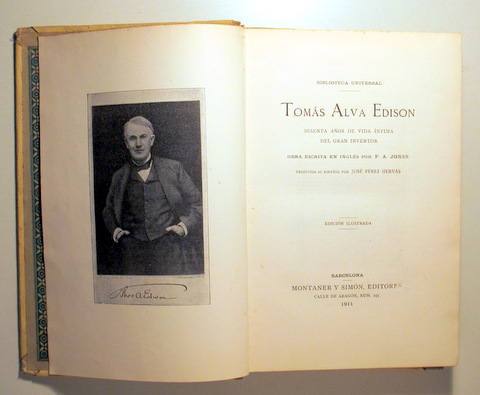 Thos A. Edison
BIBLIOTECA UNIVERSAL
TOMÁS ALVA EDISON
SESENTA AÑOS DE VIDA ÍNTIMA
DEL GRAN INVENTOR
OBRA ESCRITA EN INGLÉS POR F. A. JONES
TRADUCIDA AL ESPAÑOL POR JOSÉ PÉREZ HERVÁS
EDICIÓN ILUSTRADA
BARCELONA
MONTANER Y SIMÓN, EDITORES
CALLE DE ARAGÓN, NÚM. 255
1911